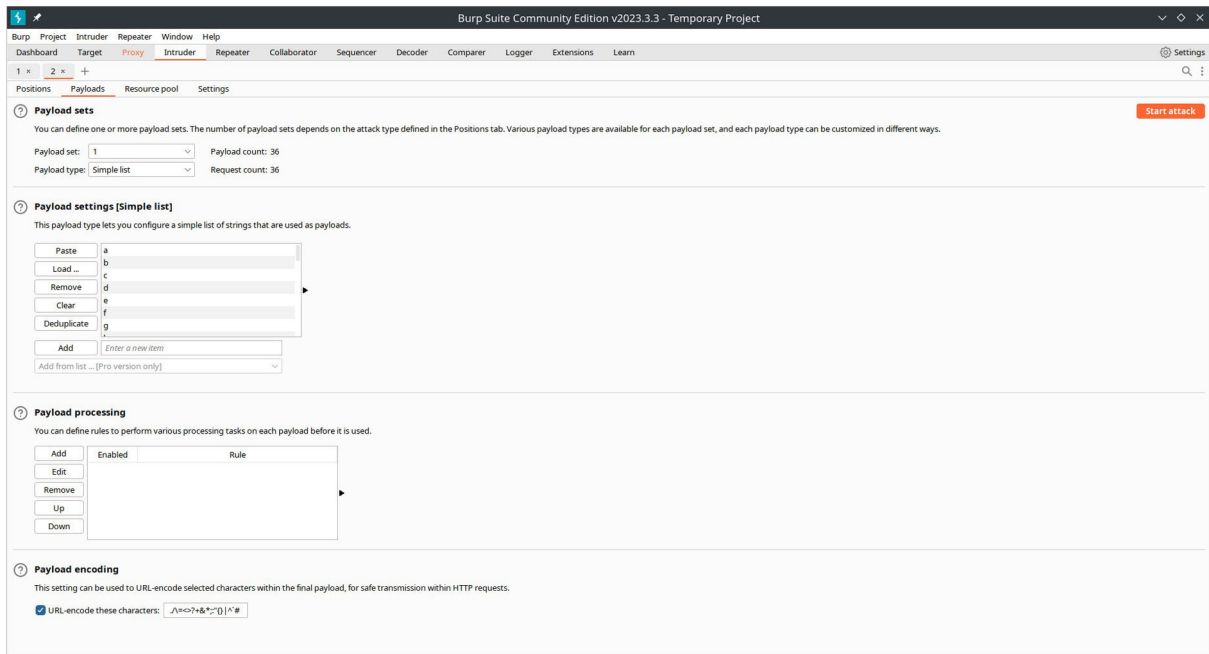 Burp Suite Community Edition v2023.3.3 - Temporary Project
Burp Project Intruder Repeater Window Help
Dashboard Target Proxy Intruder Repeater Collaborator Sequencer Decoder Comparer Logger Extensions Learn Settings
1 × 2 × +
Positions Payloads Resource pool Settings
? Payload sets Start attack
You can define one or more payload sets. The number of payload sets depends on the attack type defined in the Positions tab. Various payload types are available for each payload set, and each payload type can be customized in different ways.
Payload set: 1 Payload count: 36
Payload type: Simple list Request count: 36
? Payload settings [Simple list]
This payload type lets you configure a simple list of strings that are used as payloads.
Paste
Load ...
Remove
Clear
Deduplicate
a
b
c
d
e
f
g
Add Enter a new item
Add from list ... [Pro version only]
? Payload processing
You can define rules to perform various processing tasks on each payload before it is used.
Add
Edit
Remove
Up
Down
Enabled Rule
? Payload encoding
This setting can be used to URL-encode selected characters within the final payload, for safe transmission within HTTP requests.
URL-encode these characters: ./\=<>?+&*;:"{}|^`#